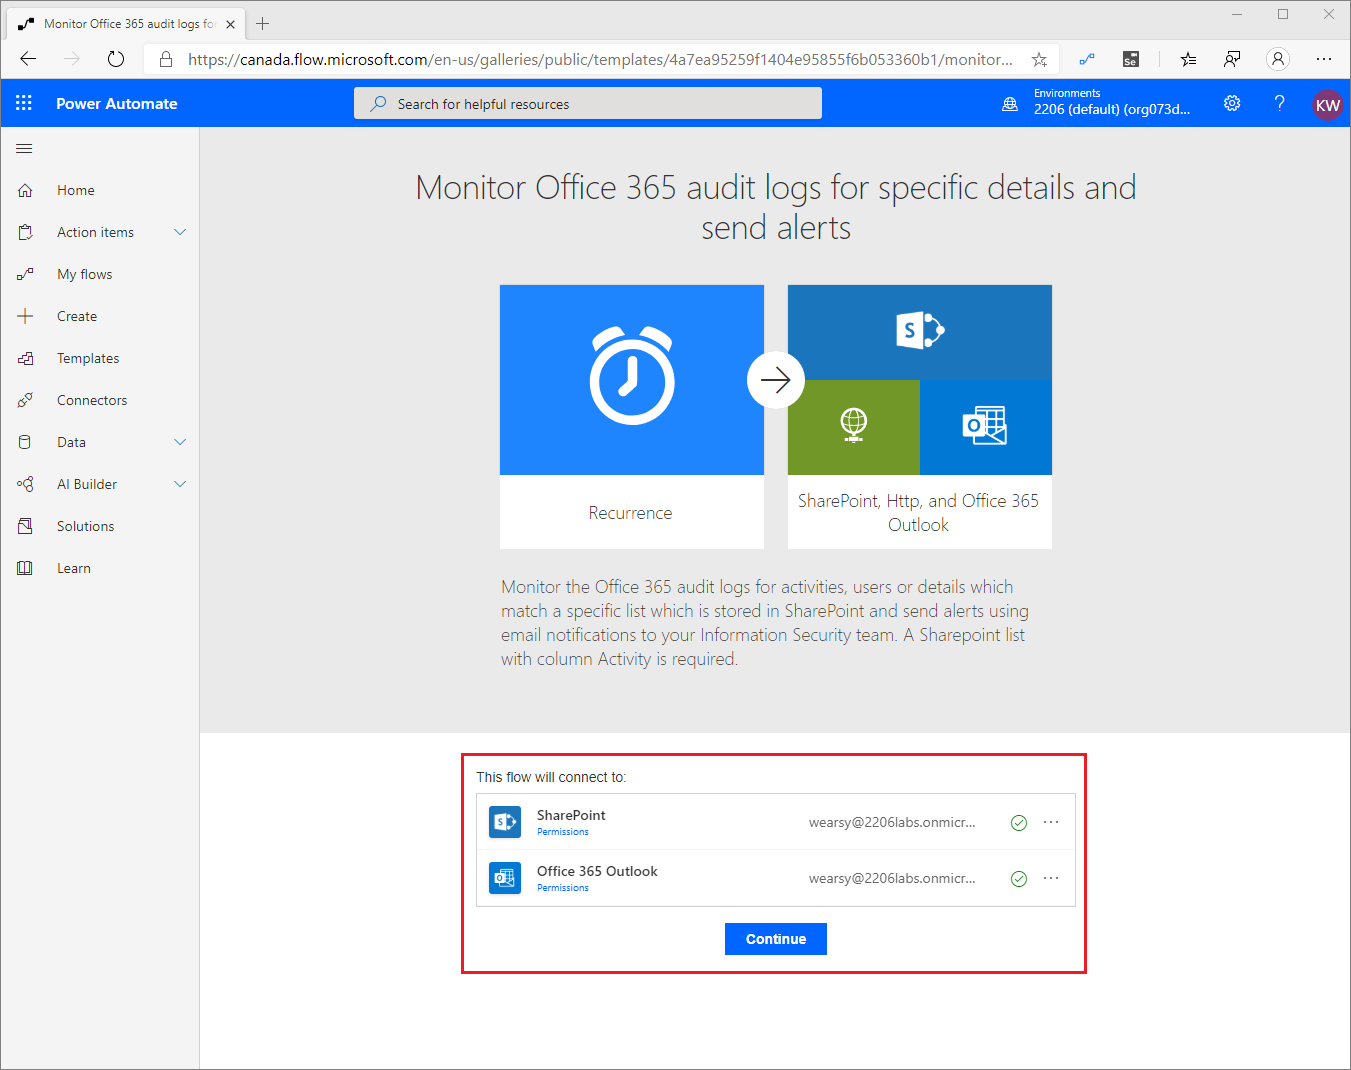 Monitor Office 365 audit logs fo
https://canada.flow.microsoft.com/en-us/galleries/public/templates/4a7ea95259f1404e95855f6b053360b1/monitor...
Se
Power Automate
Search for helpful resources
Environments
2206 (default) (org073d...
?
KW
Home
Action items
My flows
Create
Templates
Connectors
Data
AI Builder
Solutions
Learn
Monitor Office 365 audit logs for specific details and
send alerts
S
O
Recurrence
SharePoint, Http, and Office 365
Outlook
Monitor the Office 365 audit logs for activities, users or details which
match a specific list which is stored in SharePoint and send alerts using
email notifications to your Information Security team. A Sharepoint list
with column Activity is required.
This flow will connect to:
S
SharePoint
Permissions
wearsy@2206labs.onmicr...
O
Office 365 Outlook
Permissions
wearsy@2206labs.onmicr...
Continue